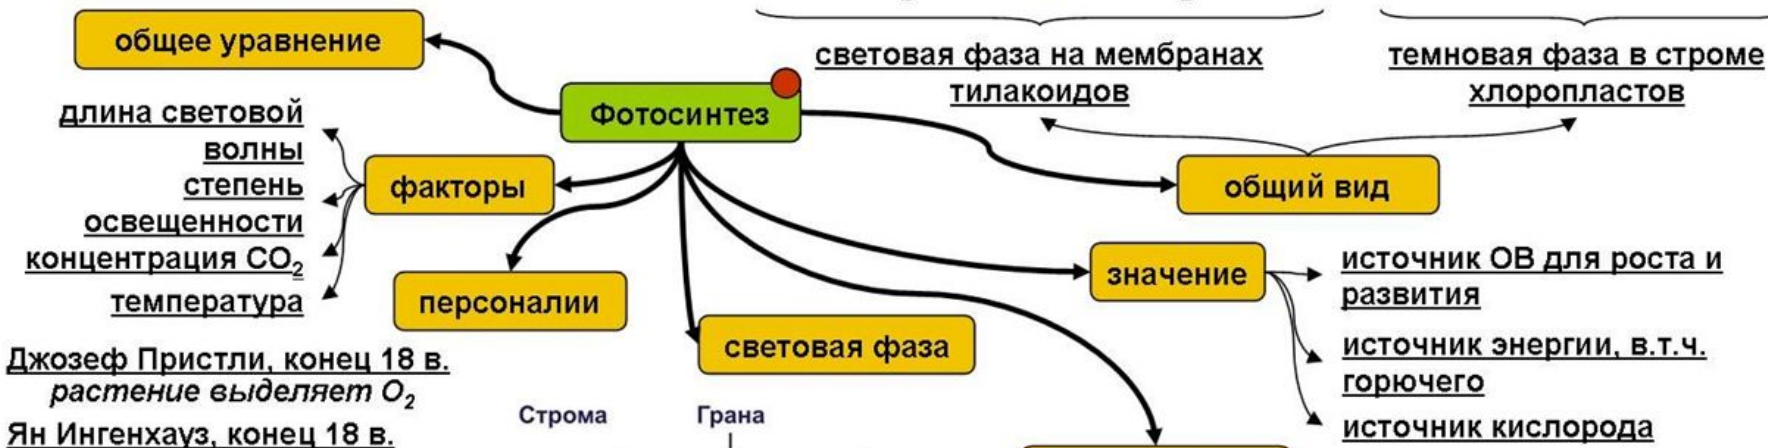 общее уравнение
световая фаза на мембранах
тилакоидов
темновая фаза в строме
хлоропластов
Фотосинтез
длина световой
волны
степень
освещенности
концентрация CO₂
температура
факторы
общий вид
персоналии
значение
источник ОВ для роста и
развития
источник энергии, в.т.ч.
горючего
источник кислорода
световая фаза
Джозеф Пристли, конец 18 в.
растение выделяет O₂
Ян Ингенхауз, конец 18 в.
Строма
Грана